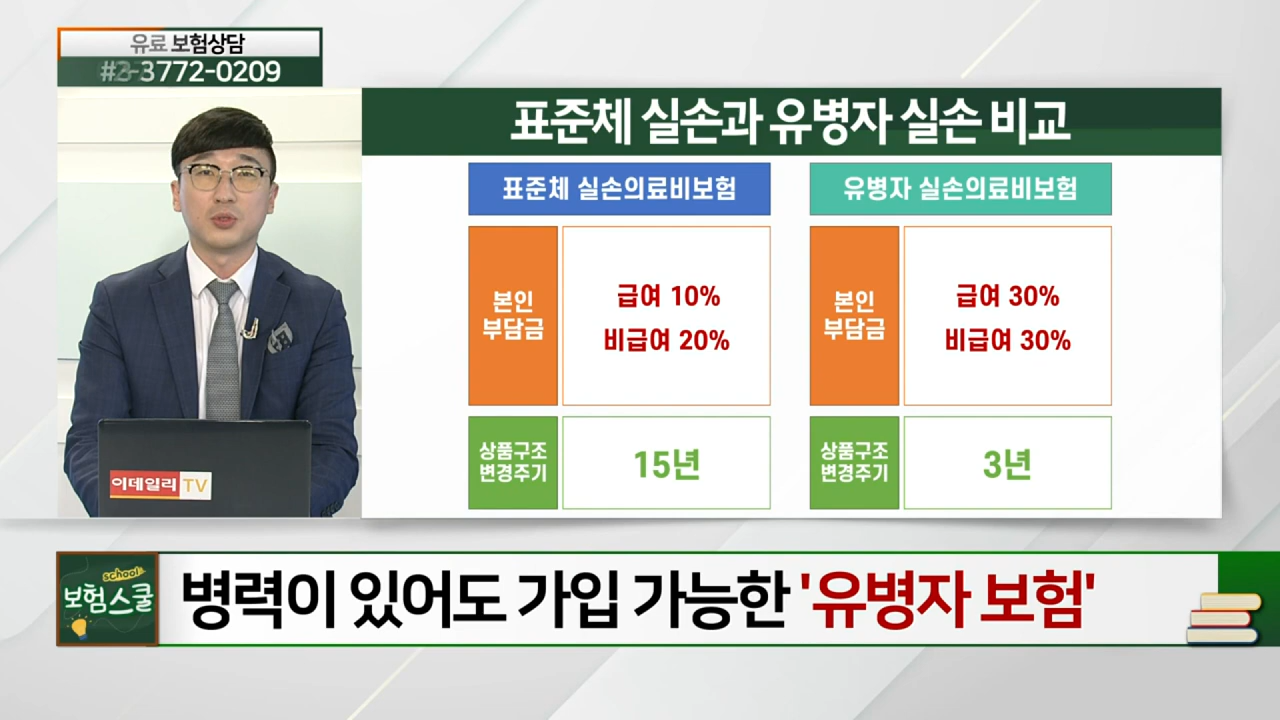 유료 보험상담
3772-0209
표준체 실손과 유병자 실손 비교
표준체 실손의료비보험
유병자 실손의료비보험
본인
부담금
급여 10%
비급여 20%
본인
부담금
급여 30%
비급여 30%
상품구조
변경주기
15년
상품구조
변경주기
3년
이데일리 TV
school
보험스쿨
병력이 있어도 가입 가능한 '유병자 보험'